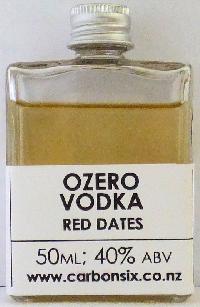 OZERO
VODKA
RED DATES
50ML; 40% ABV
www.carbonsix.co.nz